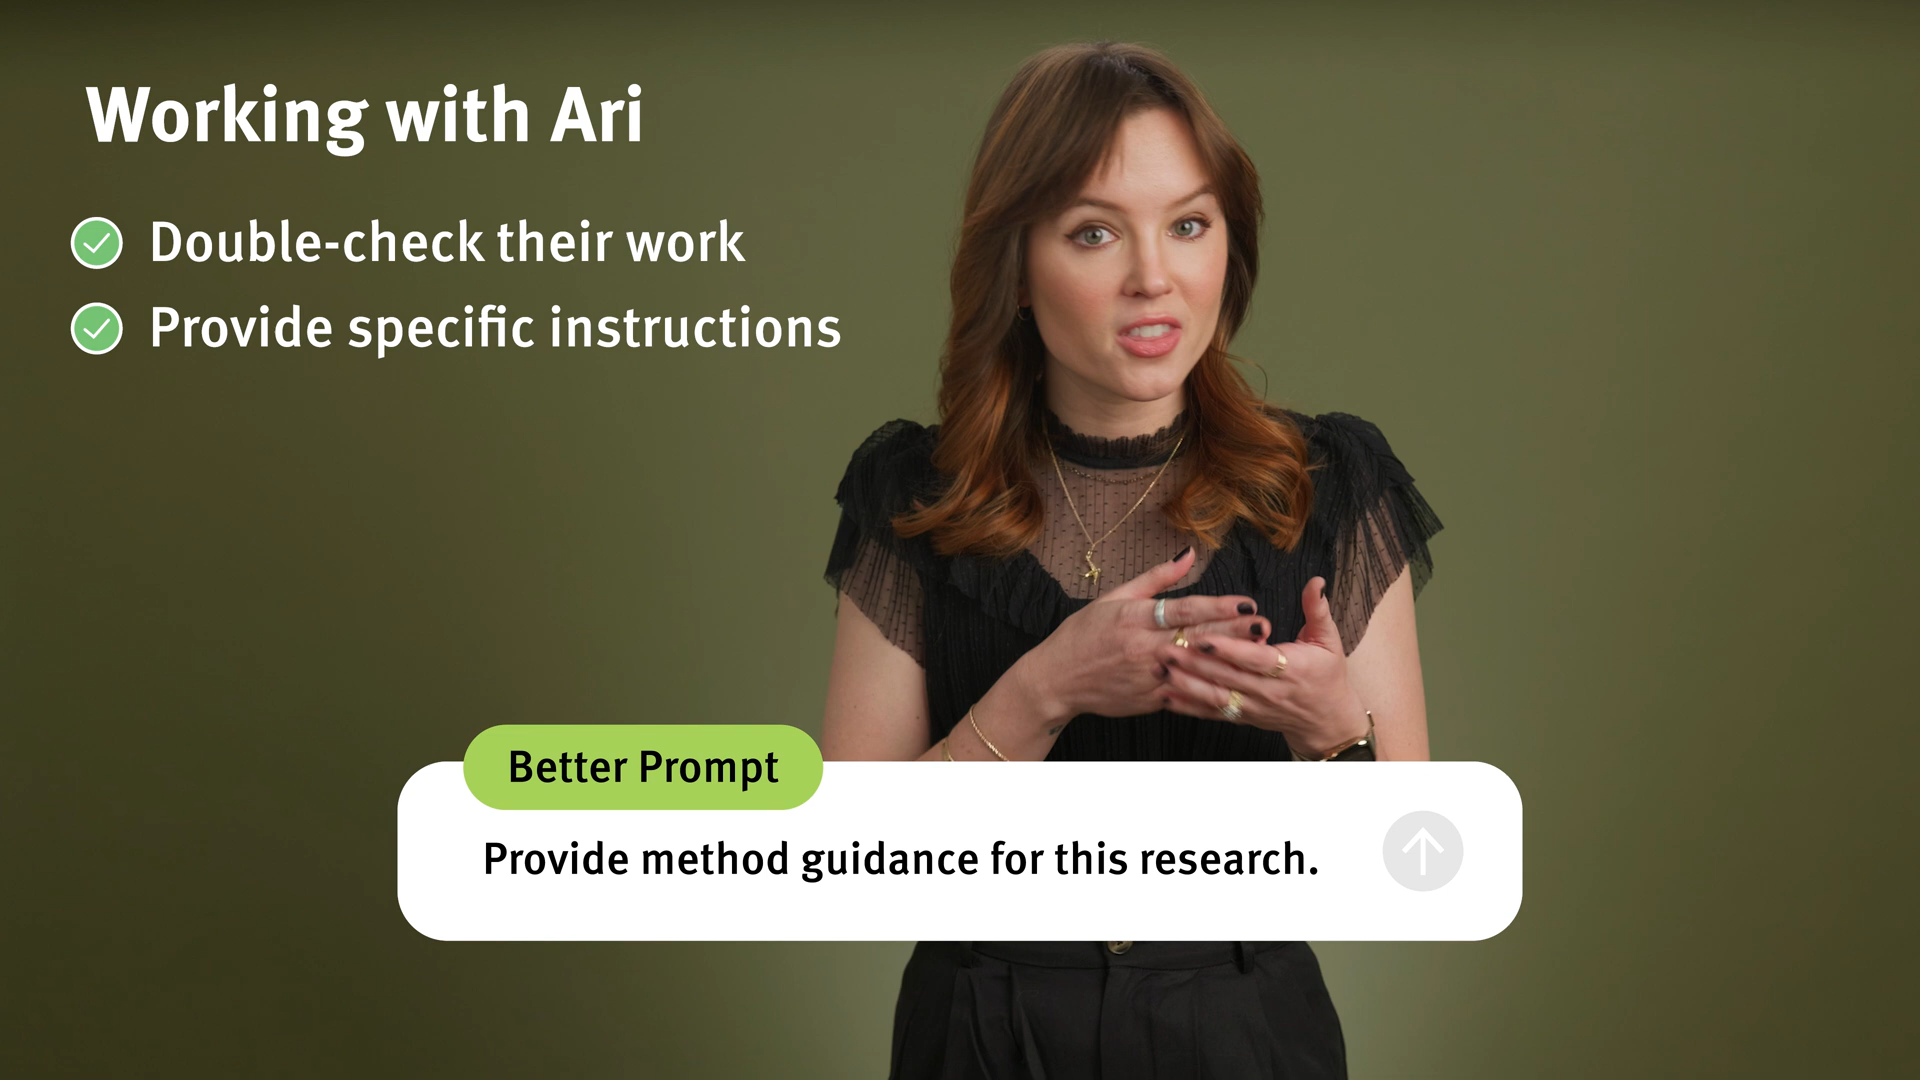 Working with Ari
Double-check their work
Provide specific instructions
Better Prompt
Provide method guidance for this research.